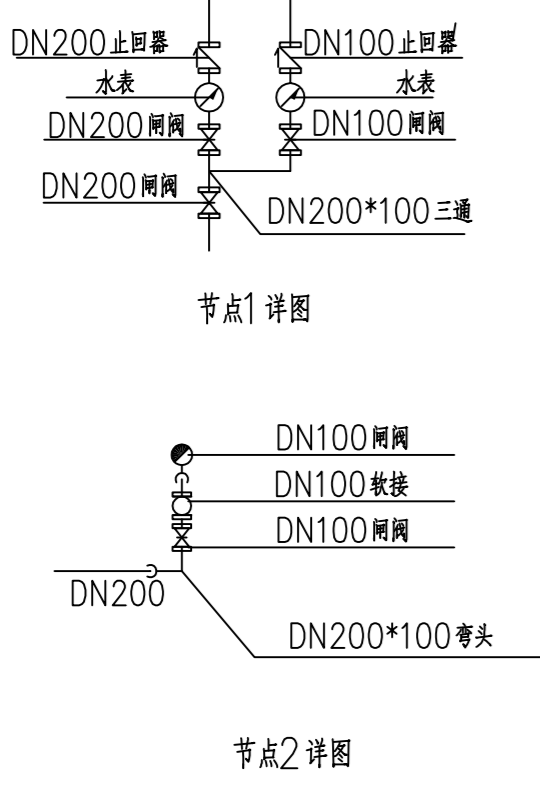 DN200止回器
DN100止回器
水表
水表
DN200闸阀
DN100闸阀
DN200闸阀
DN200*100三通
节点1详图
DN100闸阀
DN100软接
DN100闸阀
DN200
DN200*100弯头
节点2详图